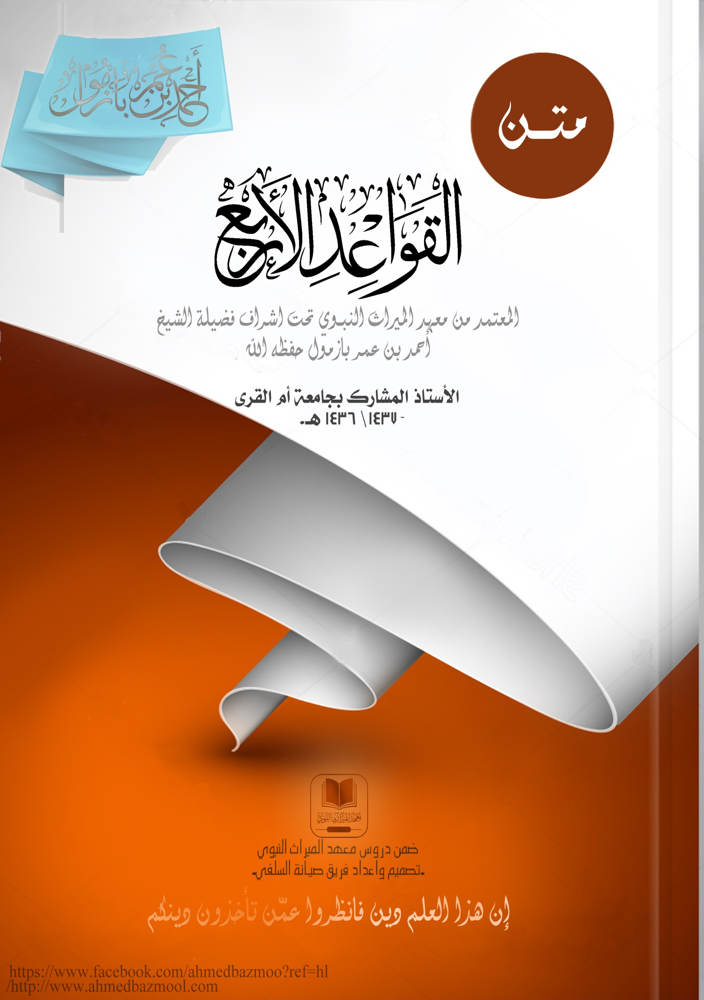 أحمد بن عمر بازمول
متن
القواعد الأربع
المعتمد من معهد الميراث النبوي تحت اشراف فضيلة الشيخ
أحمد بن عمر بازمول حفظه الله
الأستاذ المشارك بجامعة أم القرى
- ١٤٣٧\ ١٤٣٦ هـ.
معهد الميراث النبوي
ضمن دروس معهد الميراث النبوي
-تصميم واعداد فريق صيانة السلفي-
إن هذا العلم دين فانظروا عمّن تأخذون دينكم
https://www.facebook.com/ahmedbazmoo?ref=hl
/http://www.ahmedbazmool.com